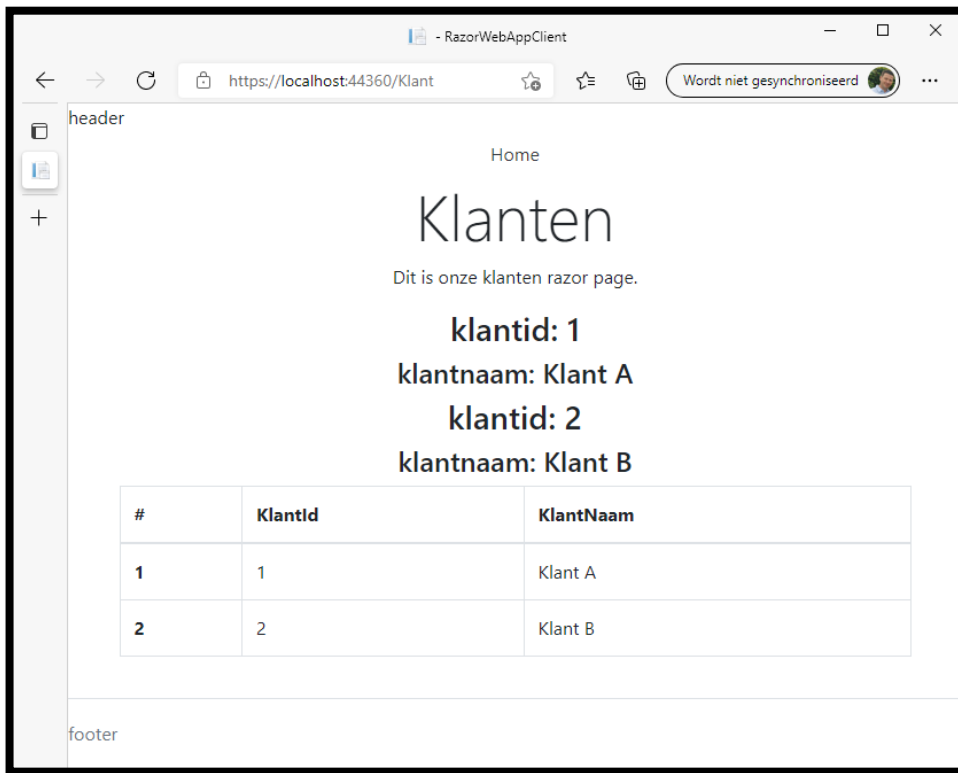 - RazorWebAppClient
https://localhost:44360/Klant
Wordt niet gesynchroniseerd
header
Home
Klanten
Dit is onze klanten razor page.
klantid: 1
klantnaam: Klant A
klantid: 2
klantnaam: Klant B
# KlantId KlantNaam
1 1 Klant A
2 2 Klant B
footer